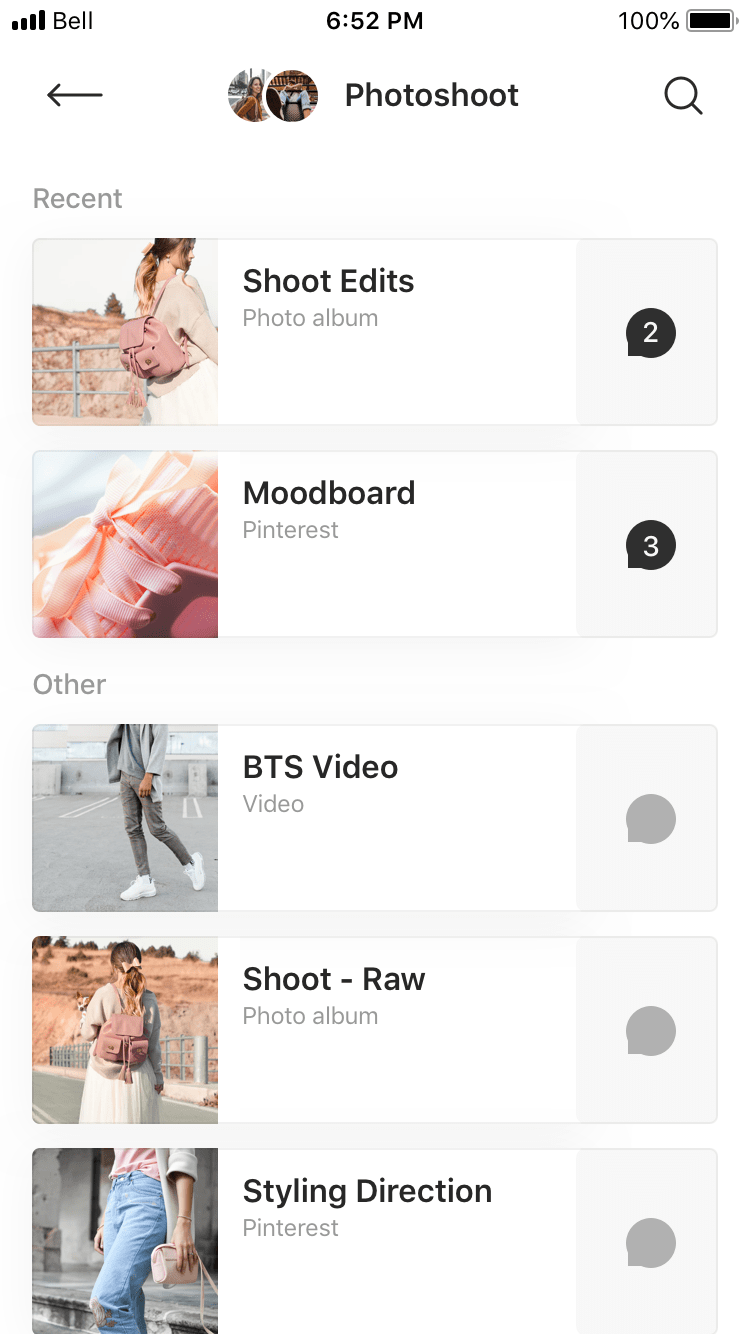 Bell 6:52 PM 100%
Photoshoot
Recent
Shoot Edits
Photo album
2
Moodboard
Pinterest
3
Other
BTS Video
Video
Shoot - Raw
Photo album
Styling Direction
Pinterest